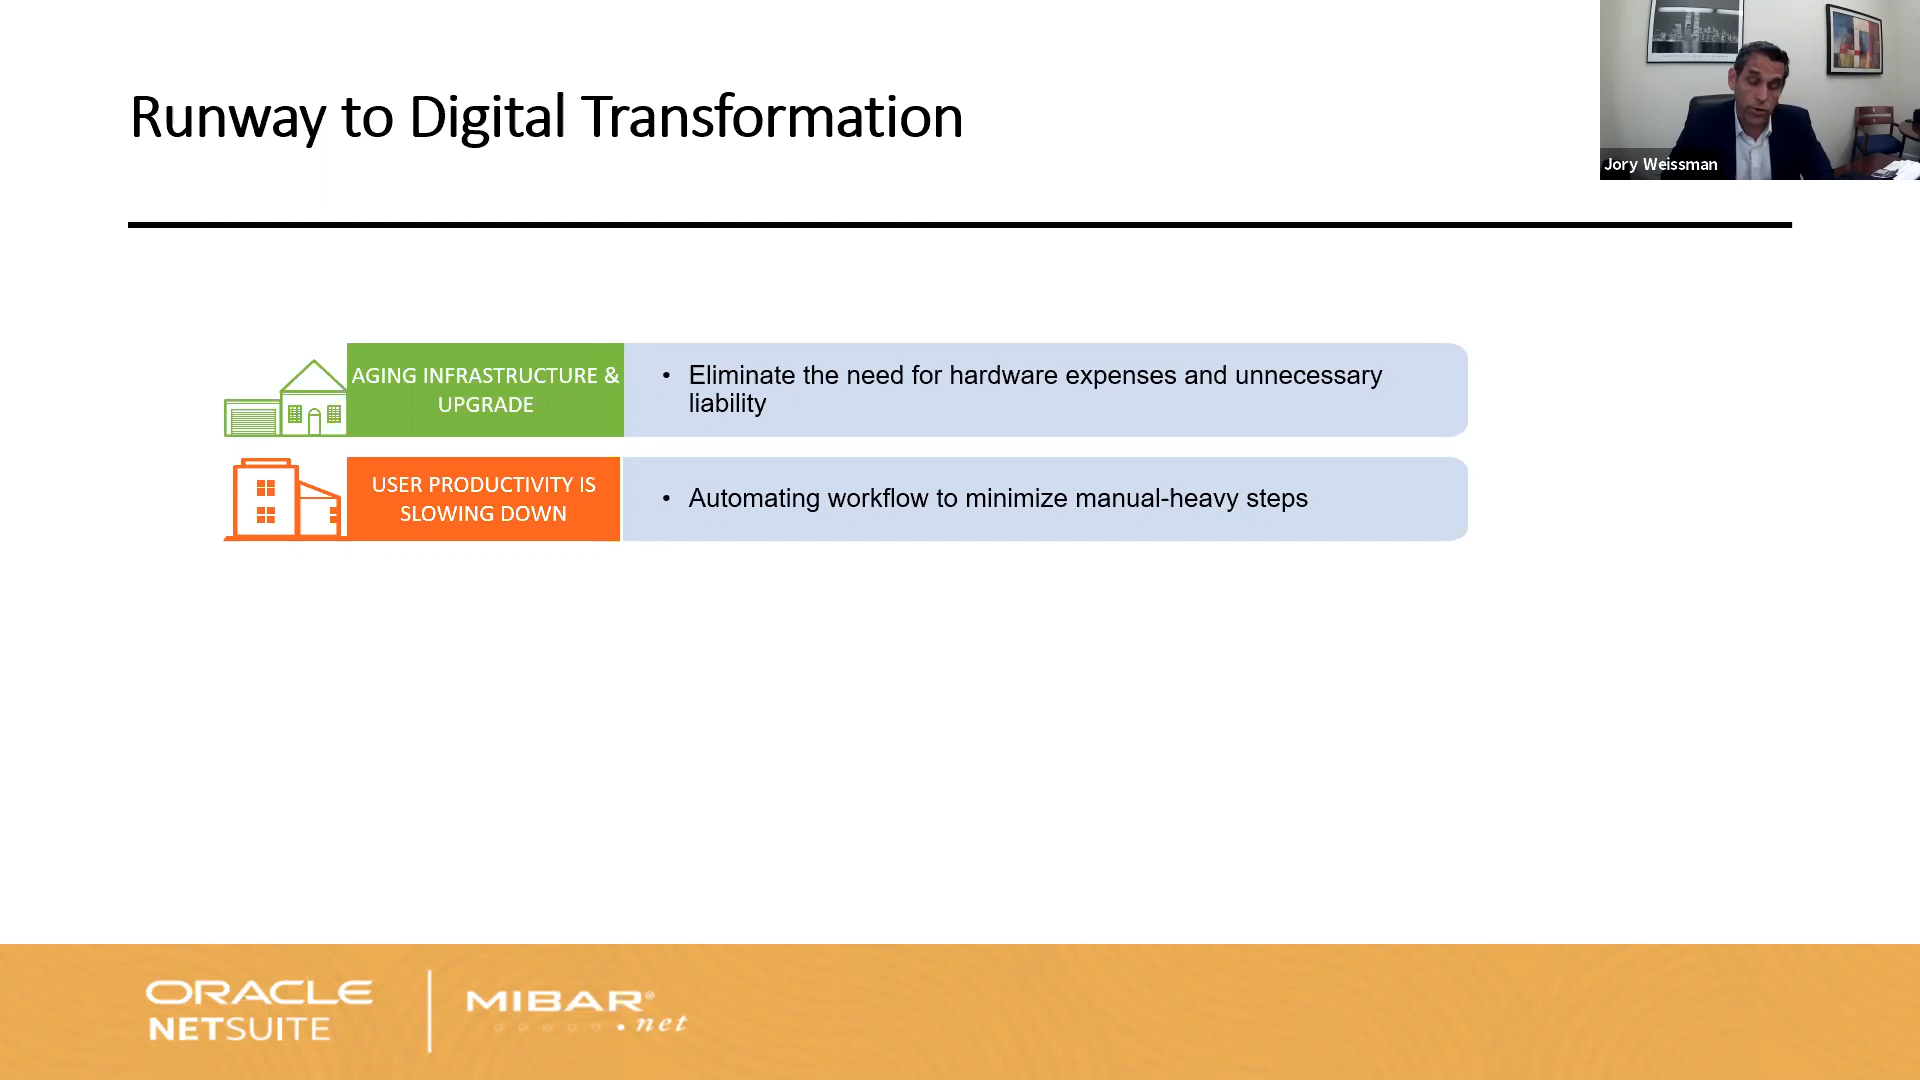 Runway to Digital Transformation
Jory Weissman
AGING INFRASTRUCTURE &
UPGRADE
• Eliminate the need for hardware expenses and unnecessary
liability
USER PRODUCTIVITY IS
SLOWING DOWN
• Automating workflow to minimize manual-heavy steps
ORACLE
NETSUITE
MIBAR®
.net